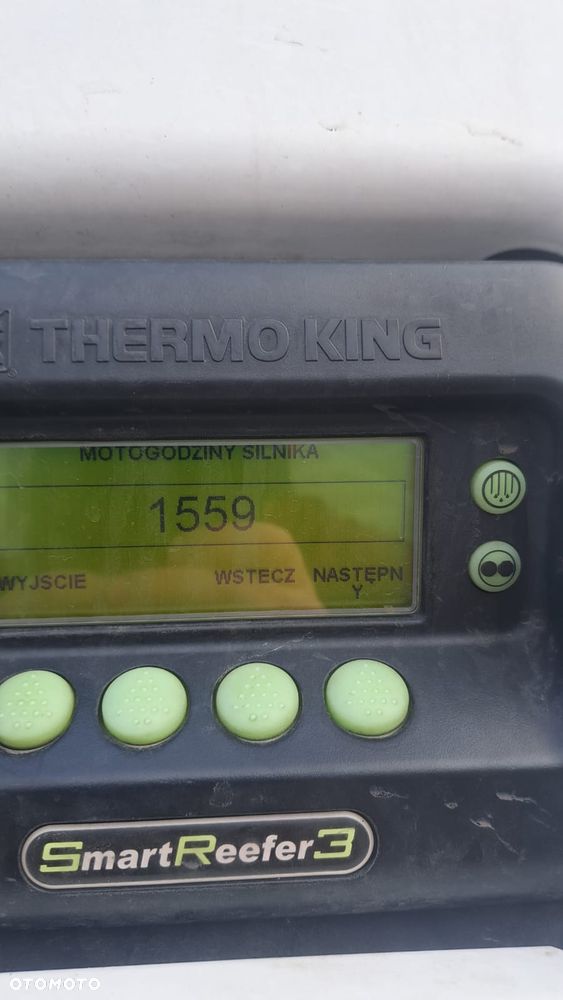 THERMO KING
MOTOGODZINY SILNIKA
1559
WYJSCIE WSTECZ NASTĘPN
Y
SmartReefer3
OTOMOTO